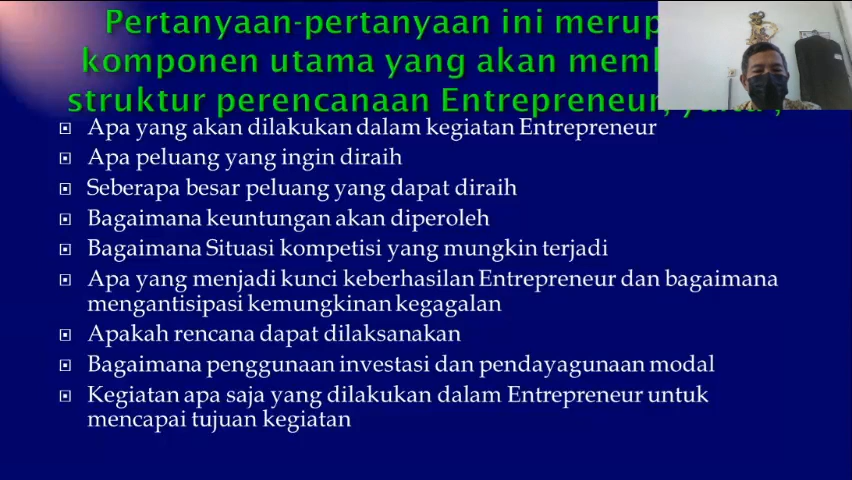 Pertanyaan-pertanyaan ini
komponen utama yang akan
struktur perencanaan Entrepreneur,
Apa yang akan dilakukan dalam kegiatan Entrepreneur
Apa peluang yang ingin diraih
Seberapa besar peluang yang dapat diraih
Bagaimana keuntungan akan diperoleh
Bagaimana Situasi kompetisi yang mungkin terjadi
Apa yang menjadi kunci keberhasilan Entrepreneur dan bagaimana
mengantisipasi kemungkinan kegagalan
Apakah rencana dapat dilaksanakan
Bagaimana penggunaan investasi dan pendayagunaan modal
Kegiatan apa saja yang dilakukan dalam Entrepreneur untuk
mencapai tujuan kegiatan